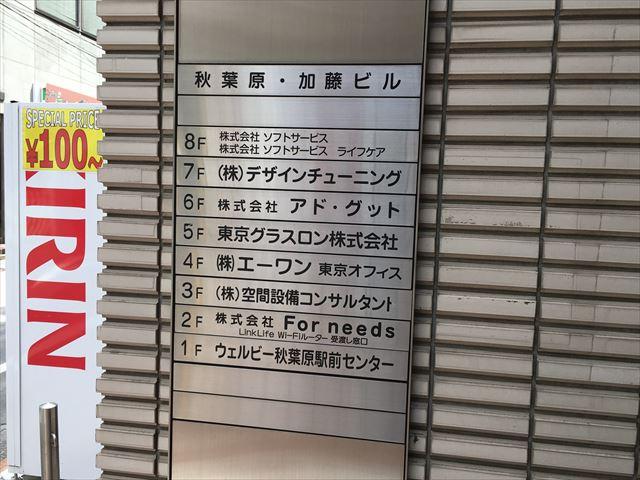 秋葉原・加藤ビル
8F 株式会社 ソフトサービス
株式会社 ソフトサービス ライフケア
7F (株)デザインチューニング
6F 株式会社 アド・グット
5F 東京グラスロン株式会社
4F (株)エーワン 東京オフィス
3F (株)空間設備コンサルタント
2F 株式会社 For needs
LinkLife Wi-Fiルーター 受渡し窓口
1F ウェルビー秋葉原駅前センター
SPECIAL PRICE
¥100~
KIRIN